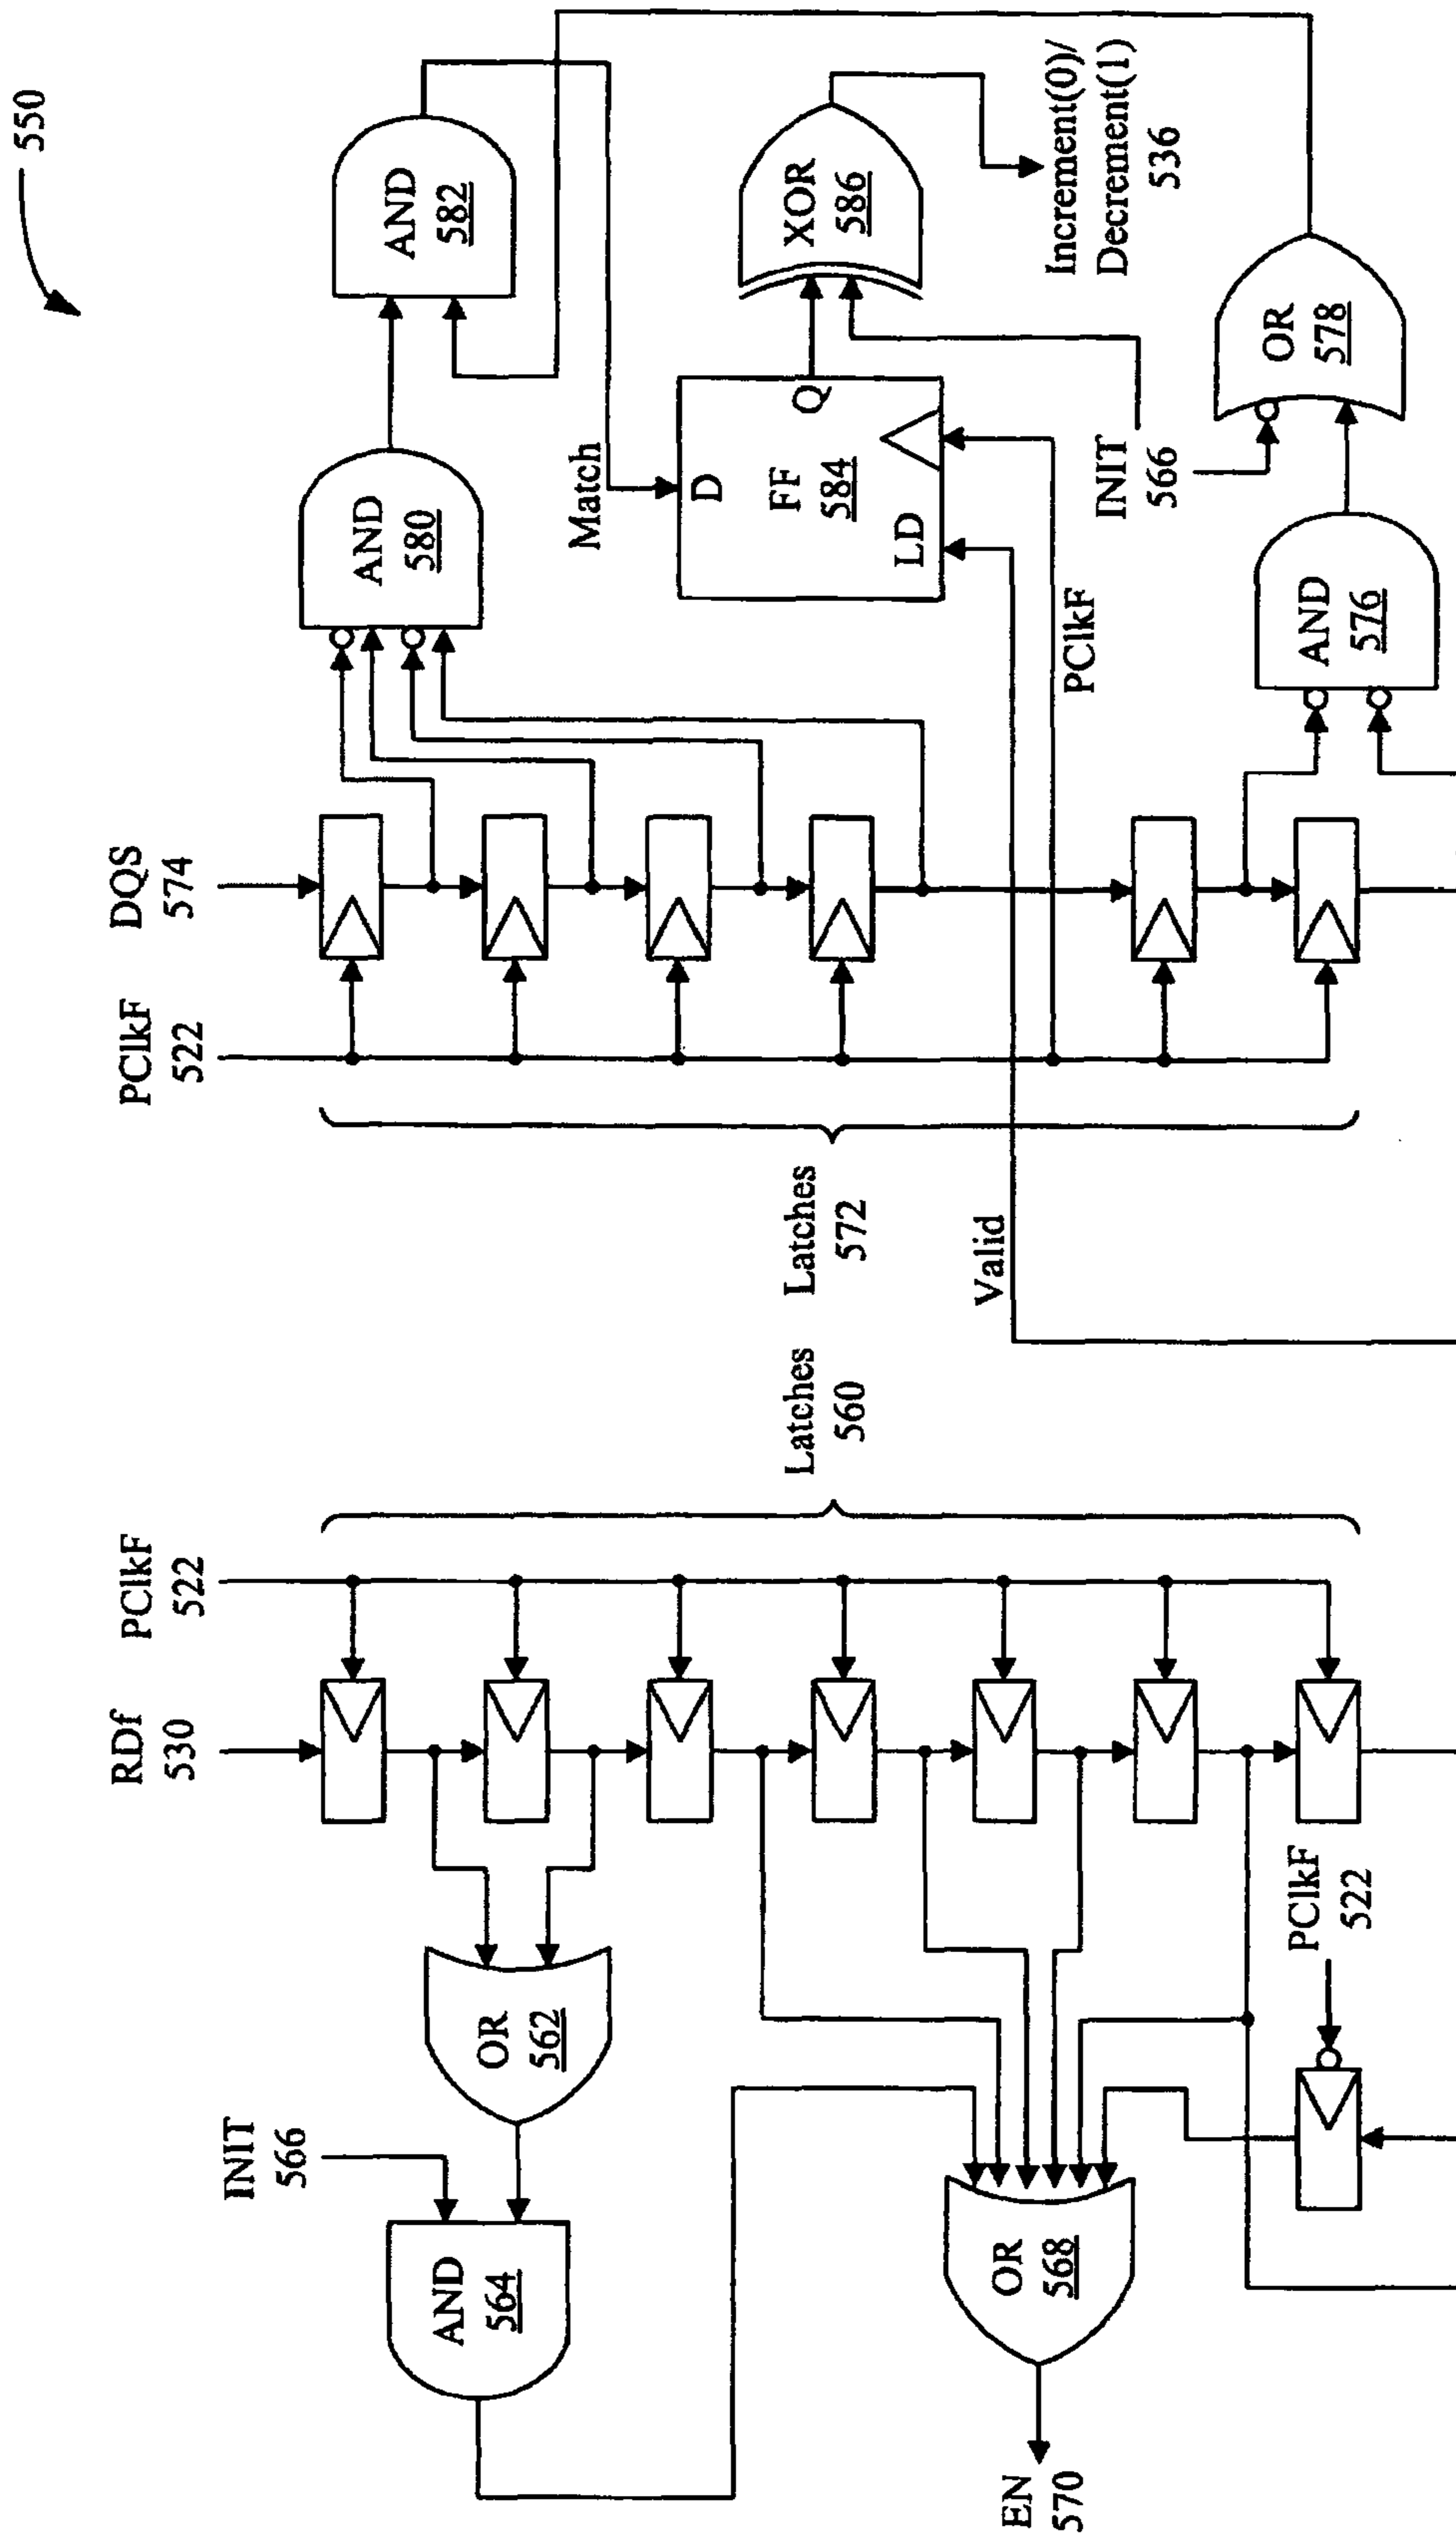 550
RDf
530
PClkF
522
PClkF
522
DQS
574
INIT
566
AND
564
OR
562
AND
580
AND
582
Match
Latches
560
Latches
572
D
FF
584
Q
LD
XOR
586
Valid
PClkF
INIT
566
Increment(0)/
Decrement(1)
536
EN
570
OR
568
PClkF
522
AND
576
OR
578